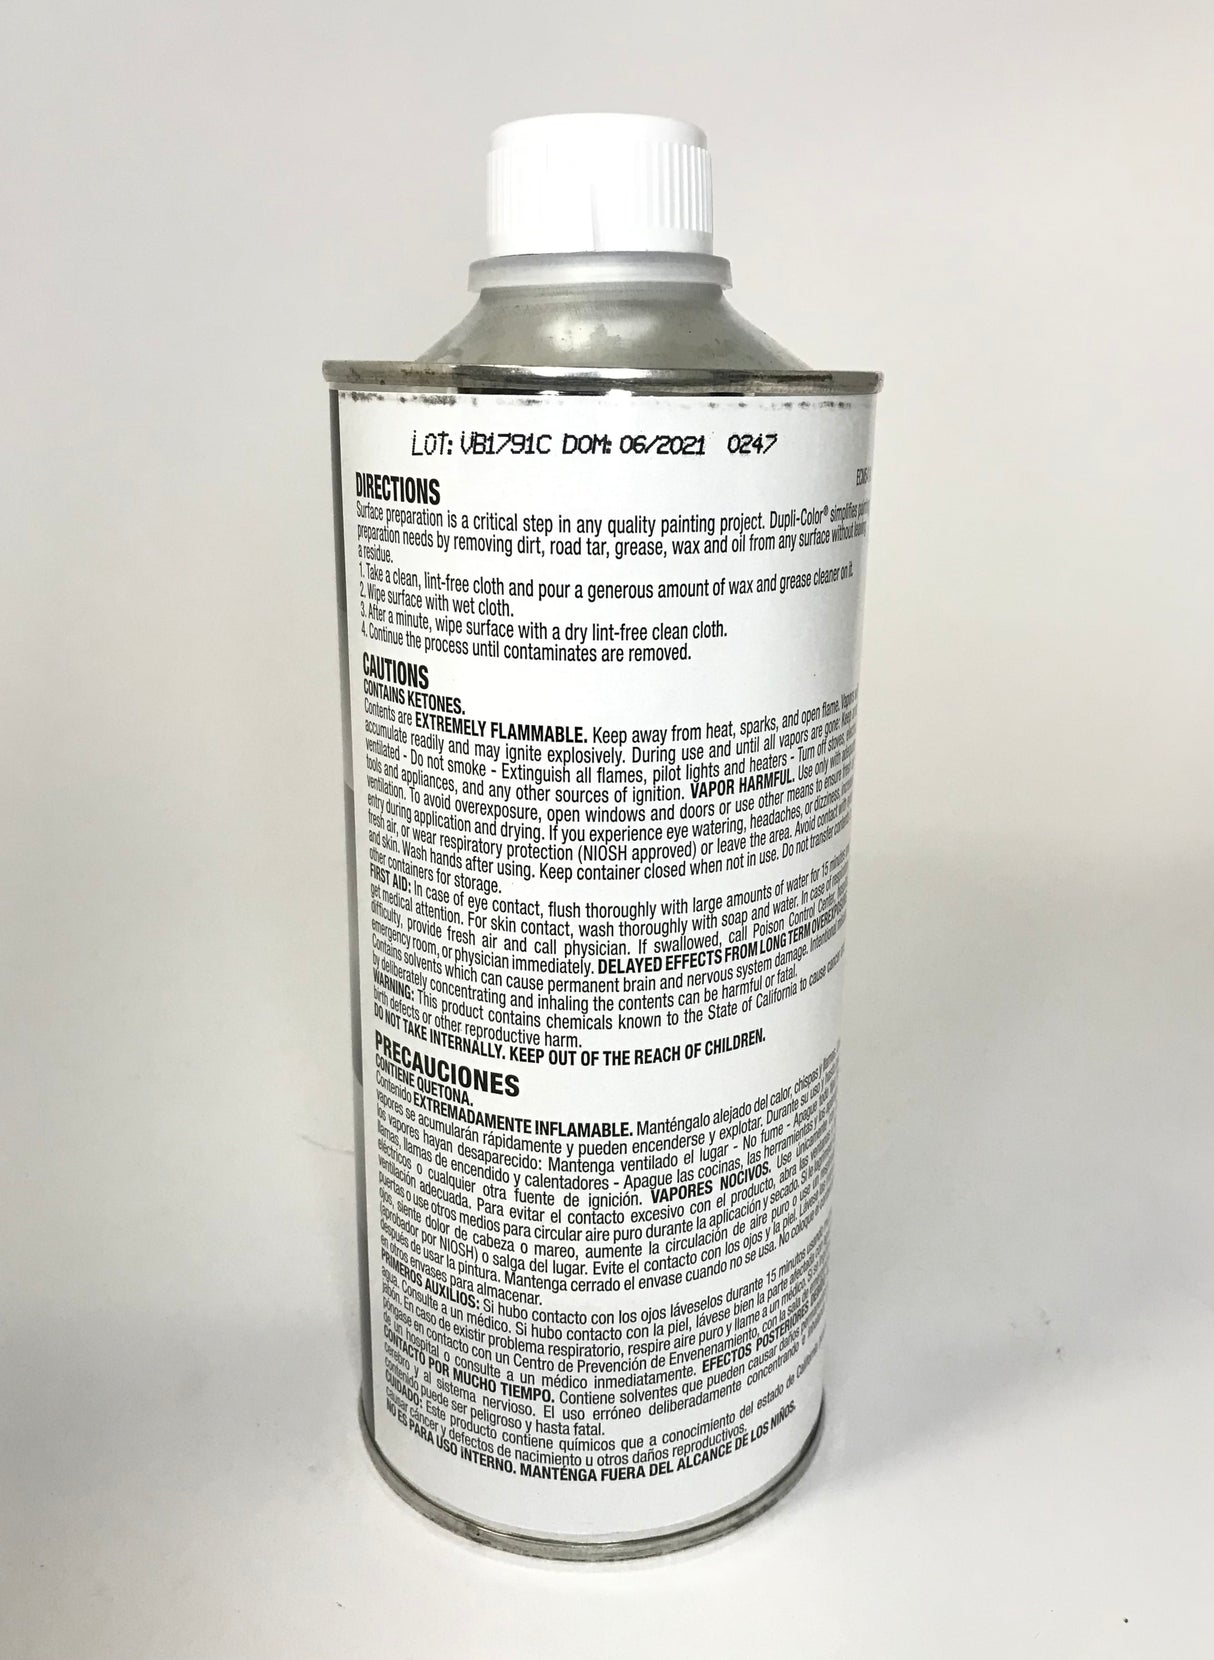 LOT: VB1791C DOM: 06/2021 0247
DIRECTIONS
Surface preparation is a critical step in any quality painting project. Dupli-Color® simplifies
preparation needs by removing dirt, road tar, grease, wax and oil from any surface without leaving
a residue.
1. Take a clean, lint-free cloth and pour a generous amount of wax and grease cleaner on it.
2. Wipe surface with wet cloth.
3. After a minute, wipe surface with a dry lint-free clean cloth.
4. Continue the process until contaminates are removed.
CAUTIONS
CONTAINS KETONES.
Contents are EXTREMELY FLAMMABLE. Keep away from heat, sparks, and open flame. Vapors
accumulate readily and may ignite explosively. During use and until all vapors are gone: Keep
ventilated - Do not smoke - Extinguish all flames, pilot lights and heaters - Turn off stoves,
tools and appliances, and any other sources of ignition. VAPOR HARMFUL. Use only with
ventilation. To avoid overexposure, open windows and doors or use other means to ensure fresh
entry during application and drying. If you experience eye watering, headaches, or dizziness,
fresh air, or wear respiratory protection (NIOSH approved) or leave the area. Avoid contact with
and skin. Wash hands after using. Keep container closed when not in use. Do not transfer
other containers for storage.
FIRST AID: In case of eye contact, flush thoroughly with large amounts of water for 15 minutes
get medical attention. For skin contact, wash thoroughly with soap and water. In case of
difficulty, provide fresh air and call physician. If swallowed, call Poison Control Center,
emergency room, or physician immediately. DELAYED EFFECTS FROM LONG TERM
Contains solvents which can cause permanent brain and nervous system damage. Intentional
by deliberately concentrating and inhaling the contents can be harmful or fatal.
WARNING: This product contains chemicals known to the State of California to cause cancer
birth defects or other reproductive harm.
DO NOT TAKE INTERNALLY. KEEP OUT OF THE REACH OF CHILDREN.
PRECAUCIONES
CONTIENE QUETONA.
Contenido EXTREMADAMENTE INFLAMABLE. Manténgalo alejado del calor, chispas y
vapores se acumularán rápidamente y pueden encenderse y explotar. Durante su uso y
los vapores hayan desaparecido: Mantenga ventilado el lugar - No fume - Apague
llamas, llamas de encendido y calentadores - Apague las cocinas, las herramientas y
eléctricos o cualquier otra fuente de ignición. VAPORES NOCIVOS. Use únicamente
ventilación adecuada. Para evitar el contacto excesivo con el producto, abra las
puertas o use otros medios para circular aire puro durante la aplicación y secado. Si le
ojos, siente dolor de cabeza o mareo, aumente la circulación de aire puro o use
(aprobador por NIOSH) o salga del lugar. Evite el contacto con los ojos y la piel. Lávese
después de usar la pintura. Mantenga cerrado el envase cuando no se usa. No coloque
en otros envases para almacenar.
PRIMEROS AUXILIOS: Si hubo contacto con los ojos láveselos durante 15 minutos
agua. Consulte a un médico. Si hubo contacto con la piel, lávese bien la parte afectada
jabón. En caso de existir problema respiratorio, respire aire puro y llame a un médico. Si
póngase en contacto con un Centro de Prevención de Envenenamiento, con la sala de
de un hospital o consulte a un médico inmediatamente. EFECTOS POSTERIORES
CONTACTO POR MUCHO TIEMPO. Contiene solventes que pueden causar daños
cerebro y al sistema nervioso. El uso erróneo deliberadamente concentrando
contenido puede ser peligroso y hasta fatal.
CUIDADO: Este producto contiene químicos que a conocimiento del estado de California
causar cáncer y defectos de nacimiento u otros daños reproductivos.
NO ES PARA USO INTERNO. MANTÉNGA FUERA DEL ALCANCE DE LOS NIÑOS.